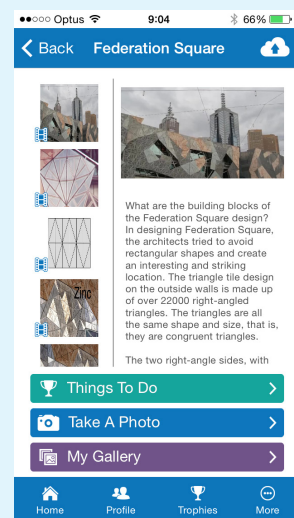 ●●○○○ Optus 9:04 66%
Back Federation Square
Zinc
What are the building blocks of
the Federation Square design?
In designing Federation Square,
the architects tried to avoid
rectangular shapes and create
an interesting and striking
location. The triangle tile design
on the outside walls is made up
of over 22000 right-angled
triangles. The triangles are all
the same shape and size, that is,
they are congruent triangles.
The two right-angle sides, with
Things To Do
Take A Photo
My Gallery
Home Profile Trophies More